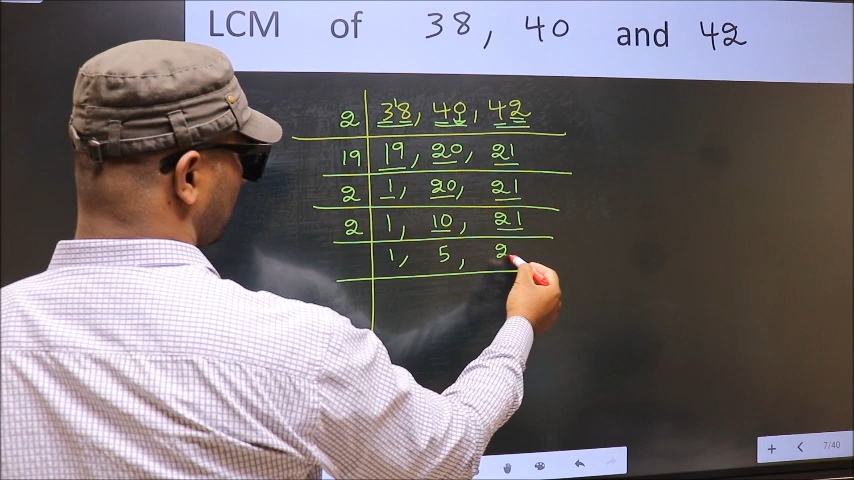 LCM of 38, 40 and 42
2 38, 40, 42
19 19, 20, 21
2 1, 20, 21
2 1, 10, 21
1, 5, 2
7/40